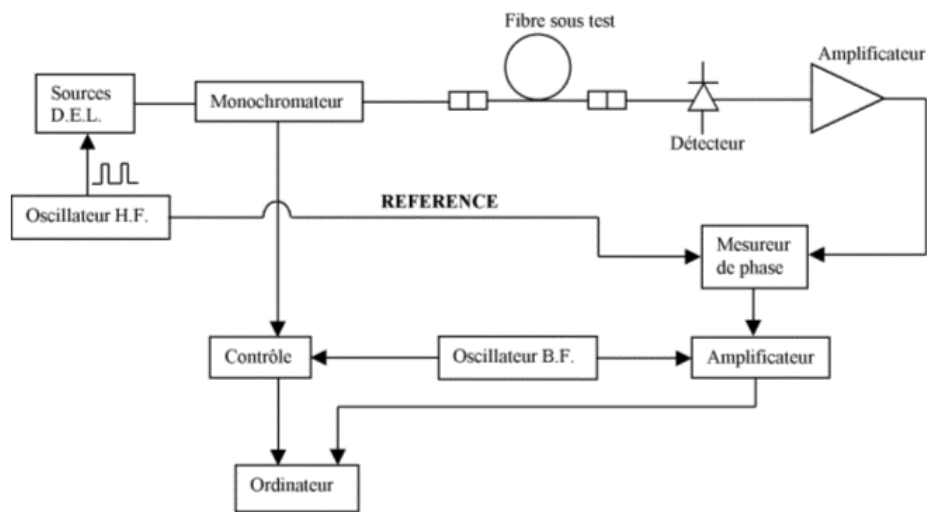 Fibre sous test
Amplificateur
Sources
D.E.L.
Monochromateur
Détecteur
Oscillateur H.F.
REFERENCE
Mesureur
de phase
Contrôle
Oscillateur B.F.
Amplificateur
Ordinateur